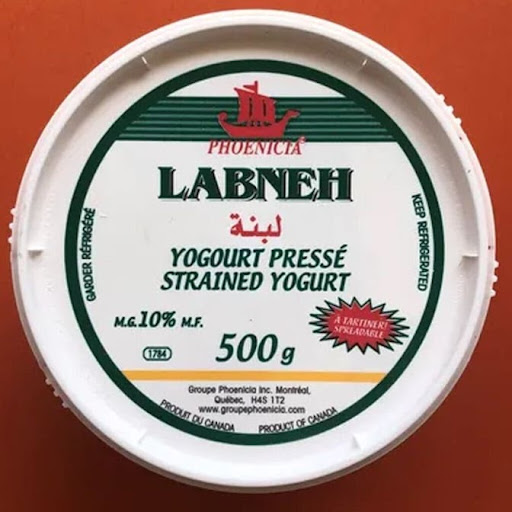 PHOENICIA
LABNEH
لبنة
YOGOURT PRESSÉ
STRAINED YOGURT
GARDER RÉFRIGÉRÉ
KEEP REFRIGERATED
M.G. 10% M.F.
500 g
À TARTINER!
SPREADABLE
1784
Groupe Phoenicia Inc. Montréal,
Québec, H4S 1T2
www.groupephoenicia.com
PRODUIT DU CANADA
PRODUCT OF CANADA